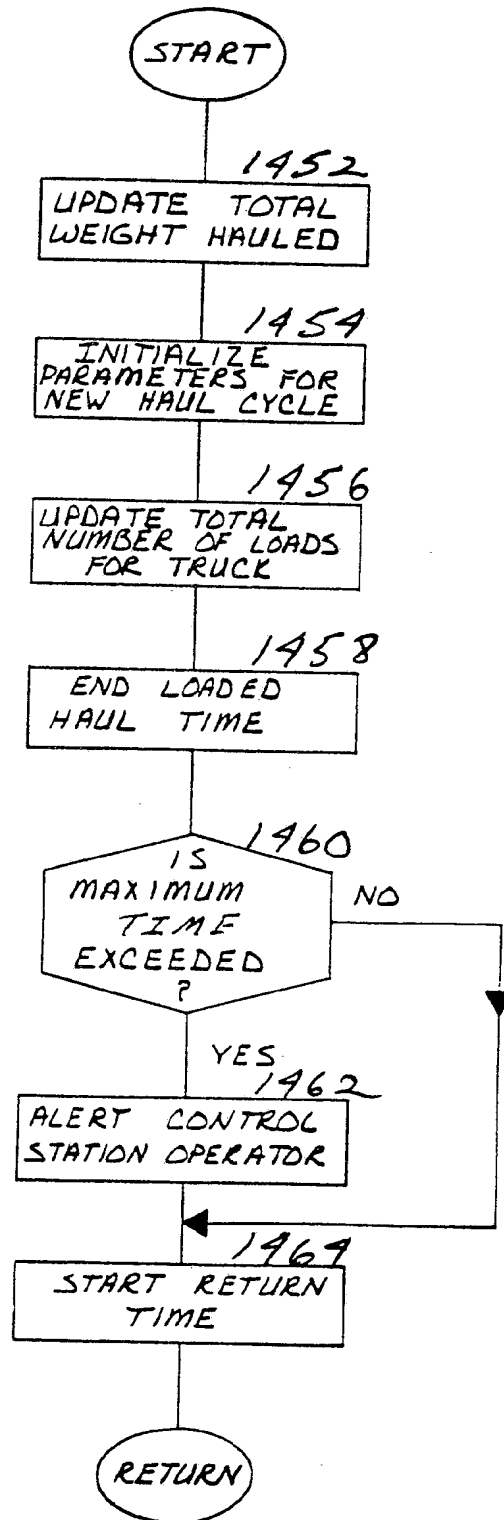 START
1452
UPDATE TOTAL
WEIGHT HAULED
1454
INITIALIZE
PARAMETERS FOR
NEW HAUL CYCLE
1456
UPDATE TOTAL
NUMBER OF LOADS
FOR TRUCK
1458
END LOADED
HAUL TIME
1460
IS
MAXIMUM
TIME
EXCEEDED
?
NO
YES
1462
ALERT CONTROL
STATION OPERATOR
1464
START RETURN
TIME
RETURN